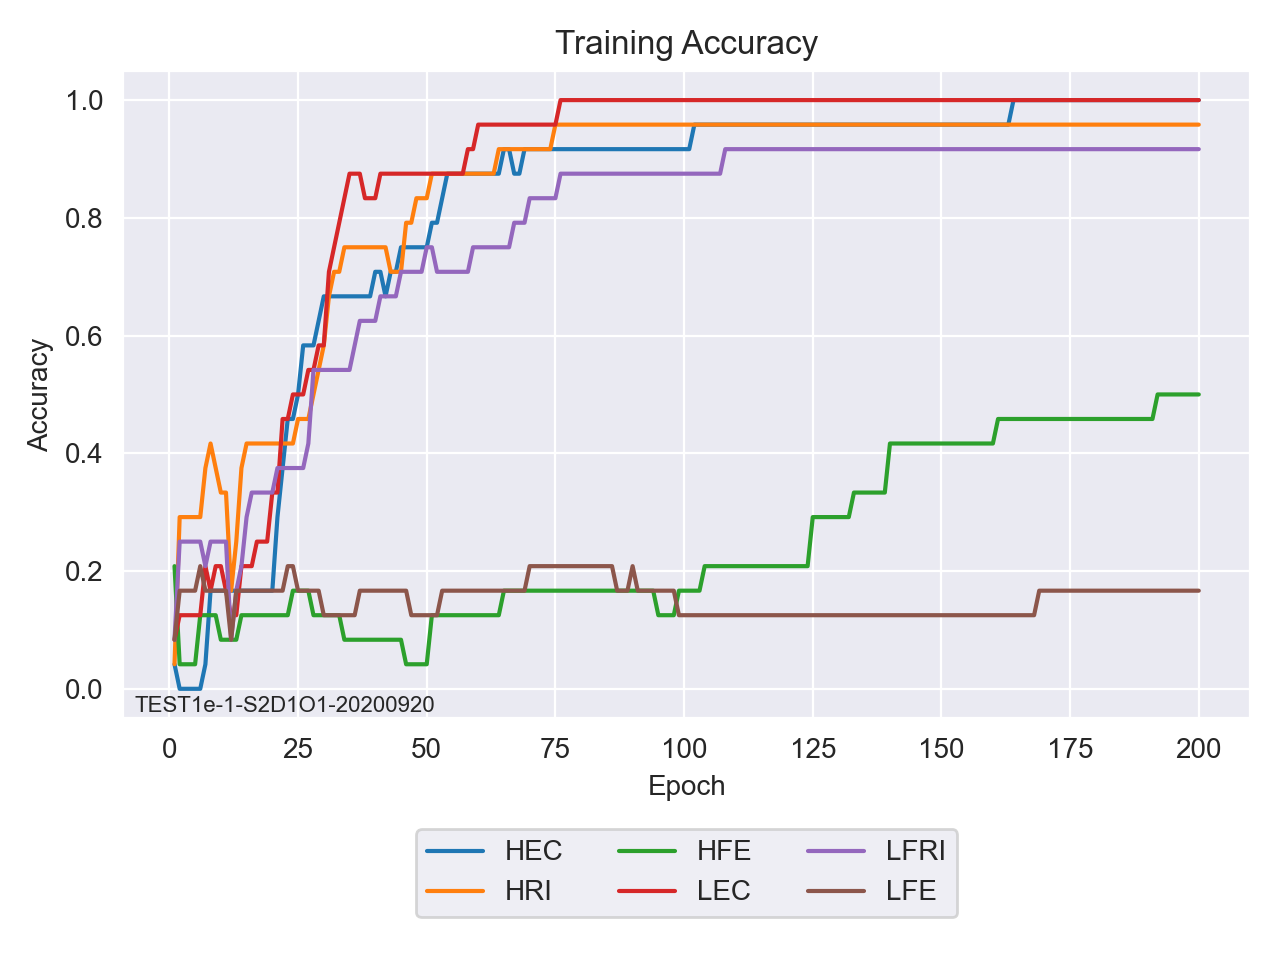 Training Accuracy
1.0
0.8
0.6
0.4
0.2
0.0
Accuracy
TEST1e-1-S2D1O1-20200920
0 25 50 75 100 125 150 175 200
Epoch
HEC HFE LFRI
HRI LEC LFE